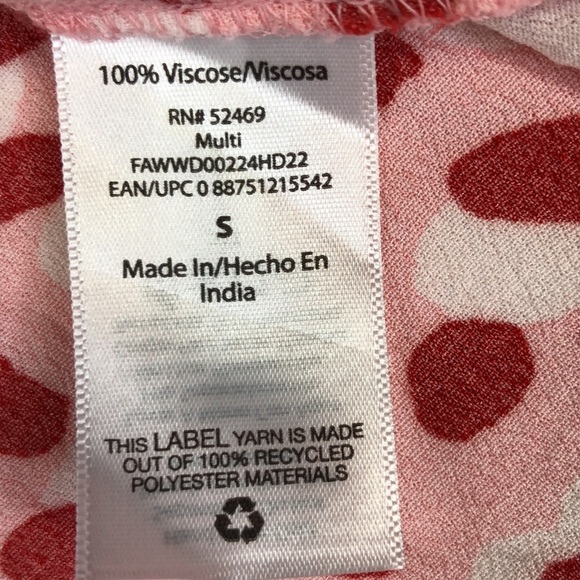 100% Viscose/Viscosa
RN# 52469
Multi
FAWWD00224HD22
EAN/UPC 0 88751215542
S
Made In/Hecho En
India
THIS LABEL YARN IS MADE
OUT OF 100% RECYCLED
POLYESTER MATERIALS